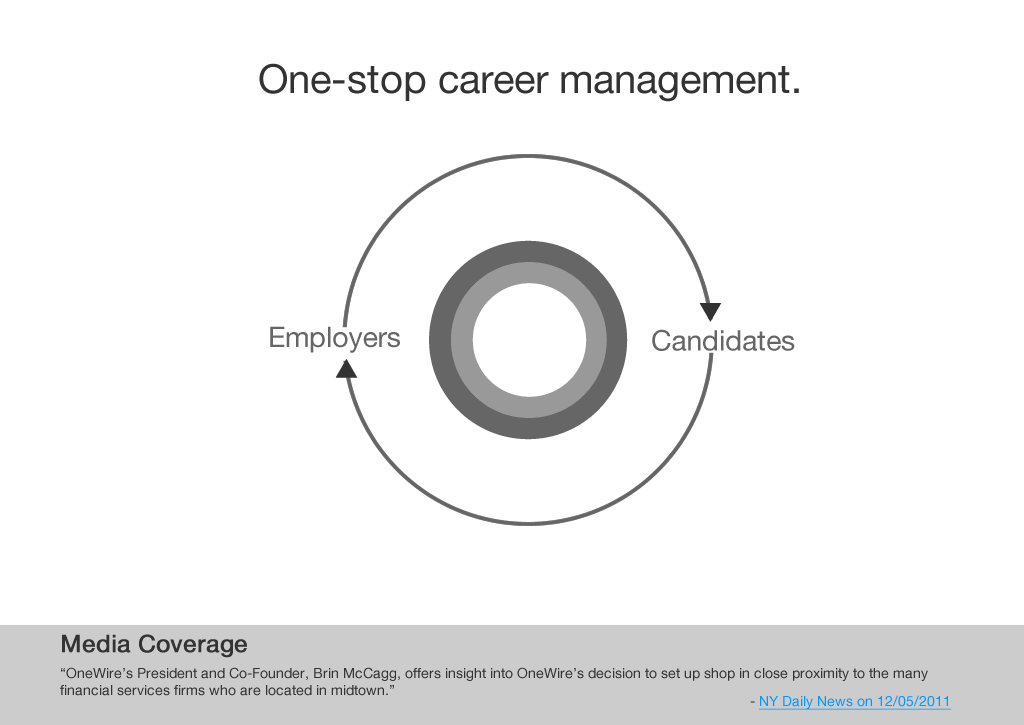 One-stop career management.
Employers
Candidates
Media Coverage
“OneWire’s President and Co-Founder, Brin McCagg, offers insight into OneWire’s decision to set up shop in close proximity to the many
financial services firms who are located in midtown.”
- NY Daily News on 12/05/2011